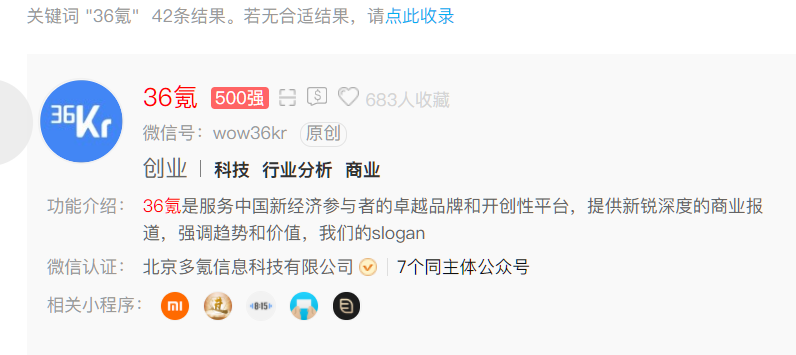 关键词 "36氪" 42条结果。若无合适结果，请点此收录
36Kr
36氪 500强 683人收藏
微信号：wow36kr 原创
创业 | 科技 行业分析 商业
功能介绍： 36氪是服务中国新经济参与者的卓越品牌和开创性平台，提供新锐深度的商业报
道，强调趋势和价值，我们的slogan
微信认证： 北京多氪信息科技有限公司 | 7个同主体公众号
相关小程序：